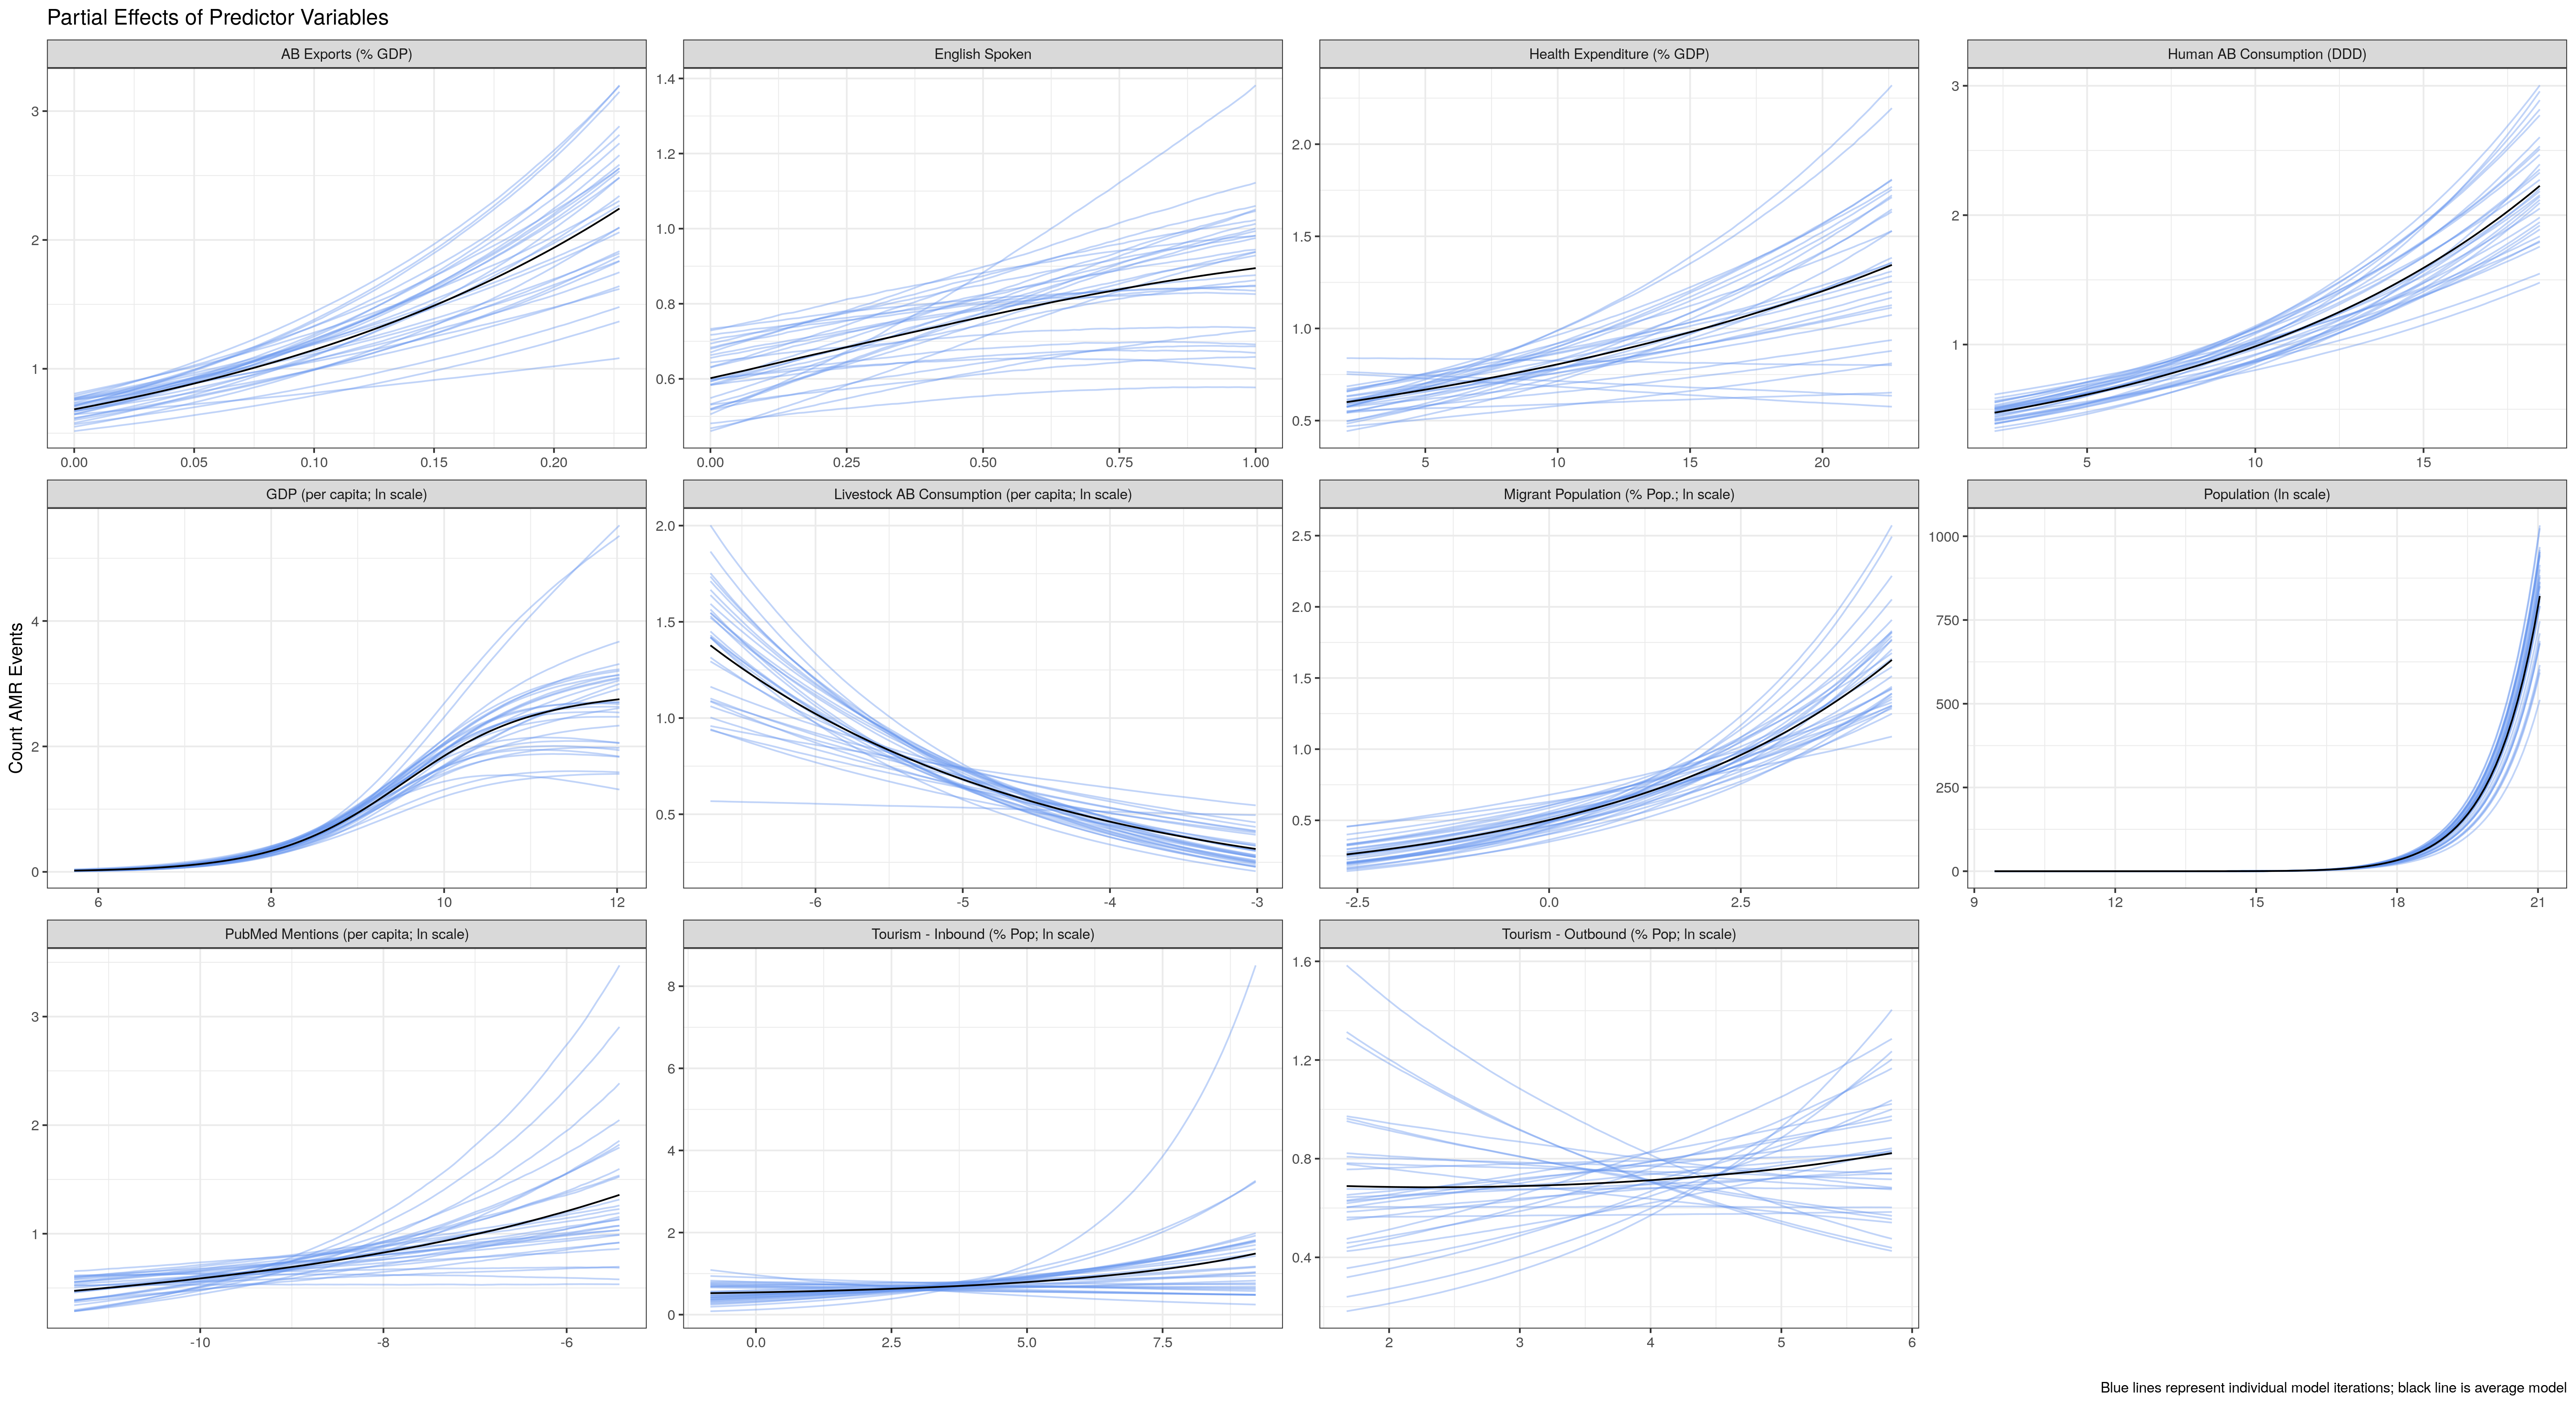 Partial Effects of Predictor Variables
AB Exports (% GDP)
English Spoken
Health Expenditure (% GDP)
Human AB Consumption (DDD)
3
2
1
0.00 0.05 0.10 0.15 0.20
1.4
1.2
1.0
0.8
0.6
0.00 0.25 0.50 0.75 1.00
2.0
1.5
1.0
0.5
5 10 15 20
3
2
1
5 10 15
GDP (per capita; ln scale)
Livestock AB Consumption (per capita; ln scale)
Migrant Population (% Pop.; ln scale)
Population (ln scale)
Count AMR Events
4
2
0
6 8 10 12
2.0
1.5
1.0
0.5
-6 -5 -4 -3
2.5
2.0
1.5
1.0
0.5
-2.5 0.0 2.5
1000
750
500
250
0
9 12 15 18 21
PubMed Mentions (per capita; ln scale)
Tourism - Inbound (% Pop; ln scale)
Tourism - Outbound (% Pop; ln scale)
3
2
1
-10 -8 -6
8
6
4
2
0
0.0 2.5 5.0 7.5
1.6
1.2
0.8
0.4
2 3 4 5 6
Blue lines represent individual model iterations; black line is average model